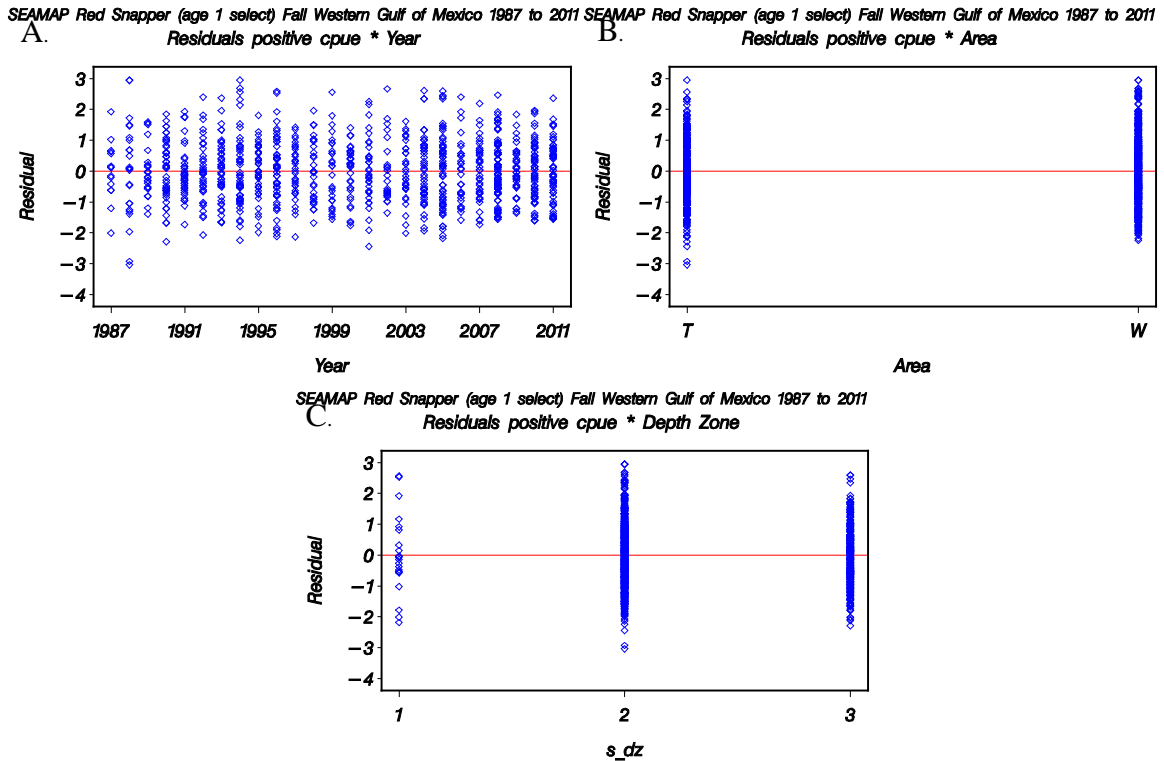 SEAMAP Red Snapper (age 1 select) Fall Western Gulf of Mexico 1987 to 2011
A.
Residuals positive cpue * Year
3
2
1
0
−1
−2
−3
−4
Residual
1987 1991 1995 1999 2003 2007 2011
Year
SEAMAP Red Snapper (age 1 select) Fall Western Gulf of Mexico 1987 to 2011
B.
Residuals positive cpue * Area
3
2
1
0
−1
−2
−3
−4
Residual
T W
Area
SEAMAP Red Snapper (age 1 select) Fall Western Gulf of Mexico 1987 to 2011
C.
Residuals positive cpue * Depth Zone
3
2
1
0
−1
−2
−3
−4
Residual
1 2 3
s_dz